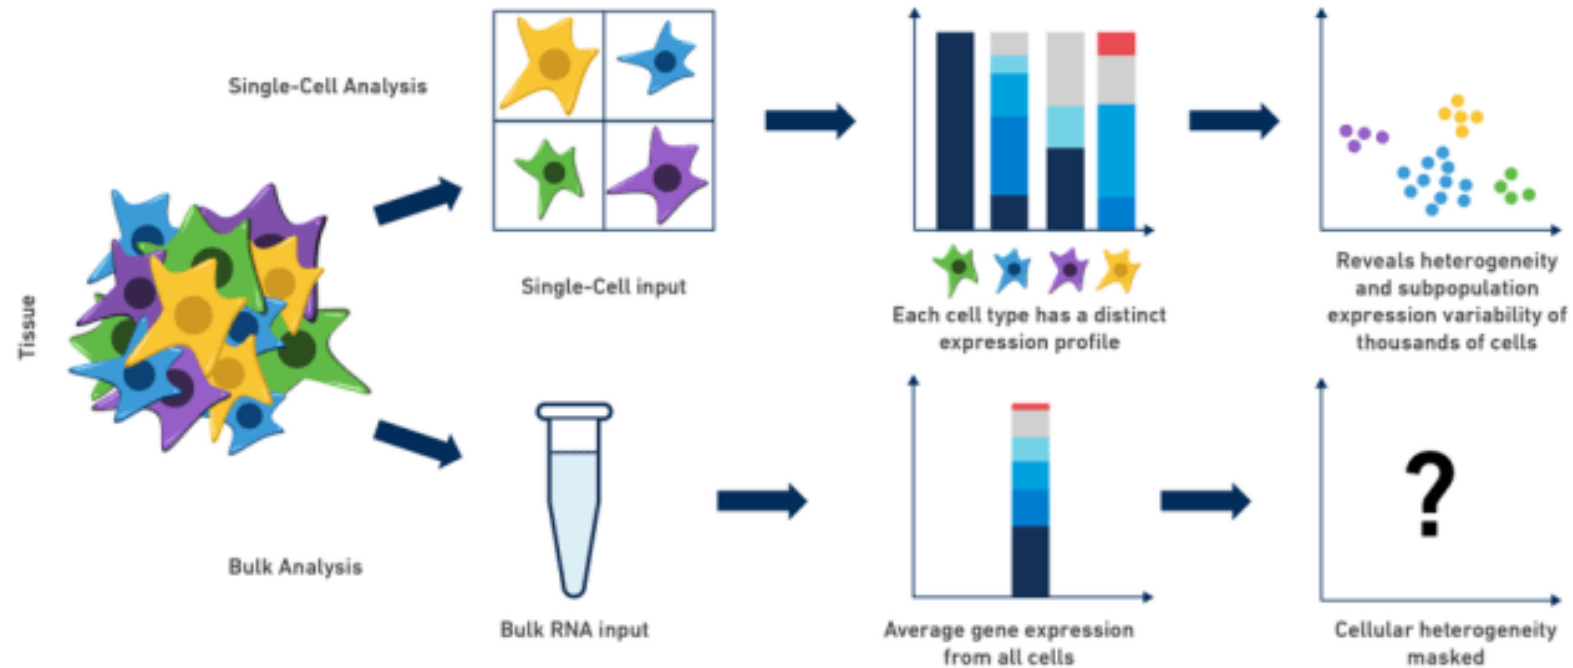 Tissue
Single-Cell Analysis
Single-Cell input
Each cell type has a distinct
expression profile
Reveals heterogeneity
and subpopulation
expression variability of
thousands of cells
Bulk Analysis
Bulk RNA input
Average gene expression
from all cells
?
Cellular heterogeneity
masked